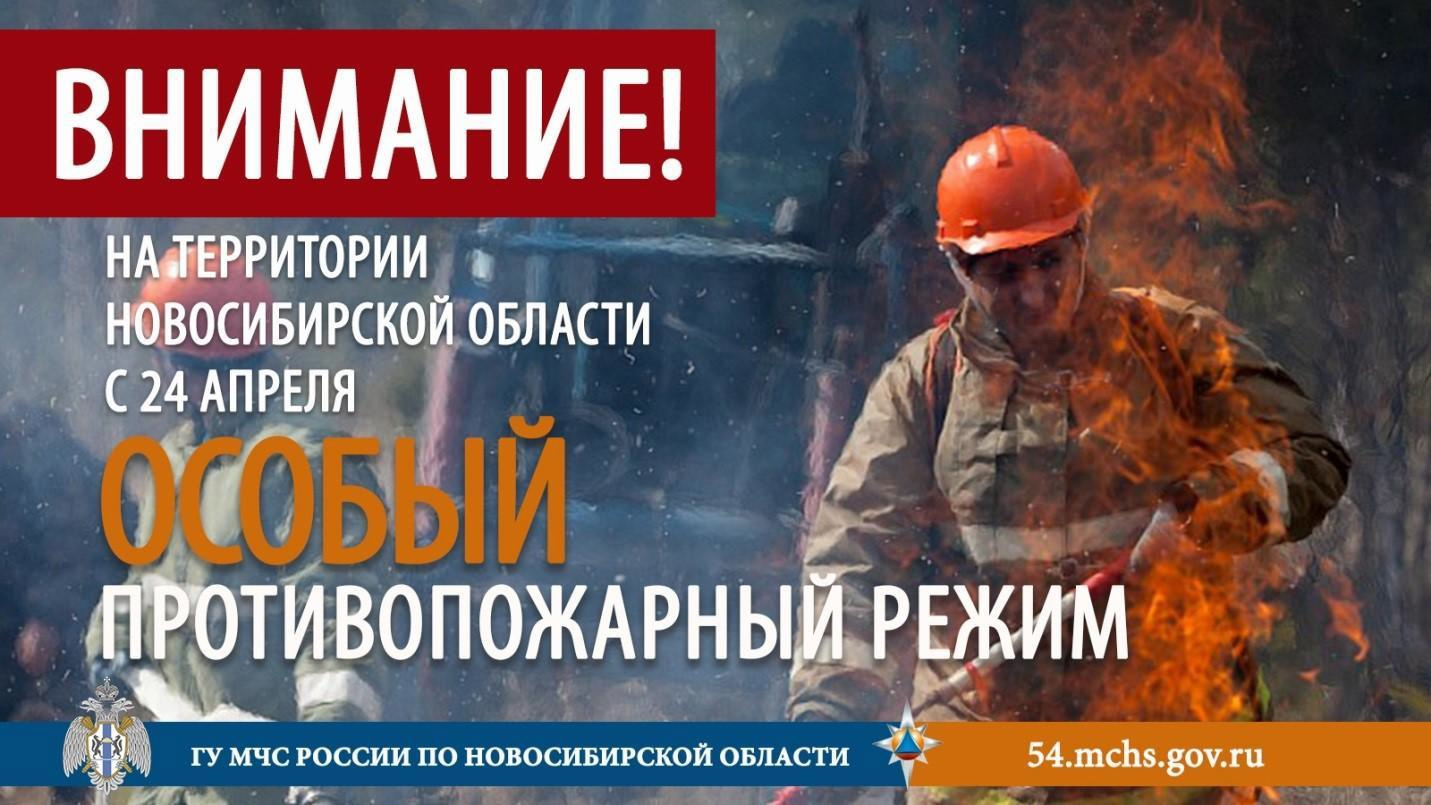 ВНИМАНИЕ!
НА ТЕРРИТОРИИ
НОВОСИБИРСКОЙ ОБЛАСТИ
С 24 АПРЕЛЯ
ОСОБЫЙ
ПРОТИВОПОЖАРНЫЙ РЕЖИМ
ГУ МЧС РОССИИ ПО НОВОСИБИРСКОЙ ОБЛАСТИ
54.mchs.gov.ru